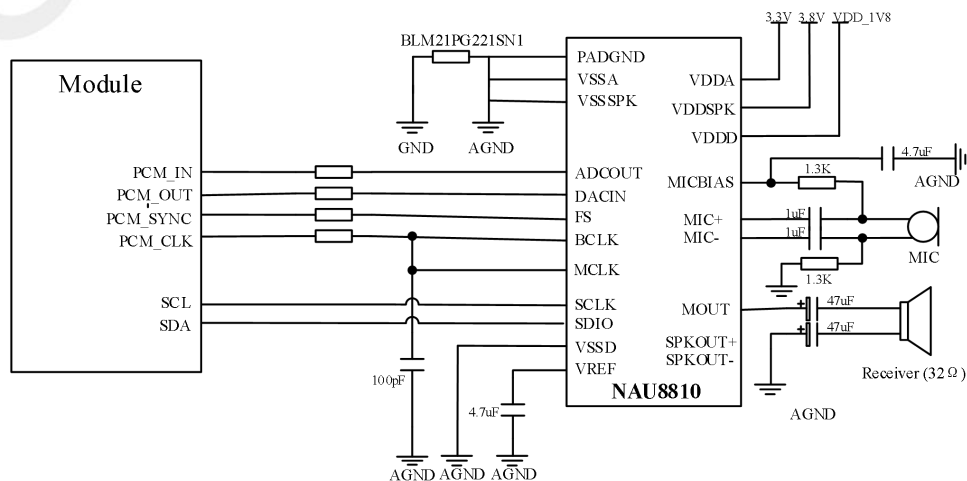 3.3V 3.8V VDD_1V8
BLM21PG221SN1
Module
PADGND
VSSA
VSSSPK
VDDA
VDDSPK
VDDD
GND AGND
4.7uF
AGND
PCM_IN
PCM_OUT
PCM_SYNC
PCM_CLK
ADCOUT
DACIN
FS
BCLK
MCLK
MICBIAS
1.3K
MIC+
MIC-
1uF
1uF
MIC
1.3K
SCL
SDA
SCLK
SDIO
VSSD
VREF
MOUT
SPKOUT+
SPKOUT-
+ 47uF
+ 47uF
Receiver (32Ω)
100pF
4.7uF
NAU8810
AGND
AGND AGND AGND